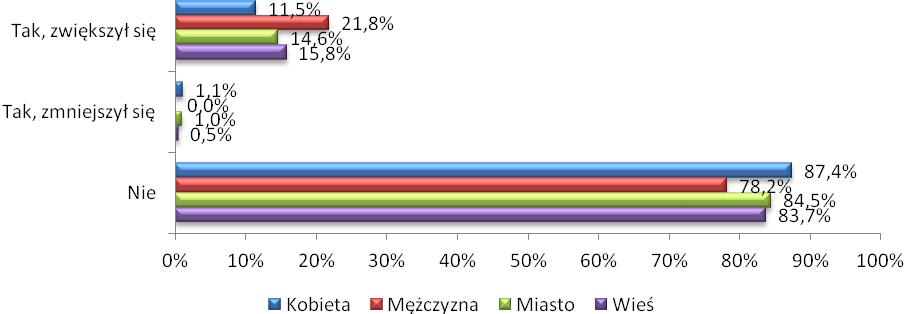 Tak, zwiększył się
11,5%
21,8%
14,6%
15,8%
Tak, zmniejszył się
1,1%
0,0%
1,0%
0,5%
Nie
87,4%
78,2%
84,5%
83,7%
0% 10% 20% 30% 40% 50% 60% 70% 80% 90% 100%
Kobieta Mężczyzna Miasto Wieś